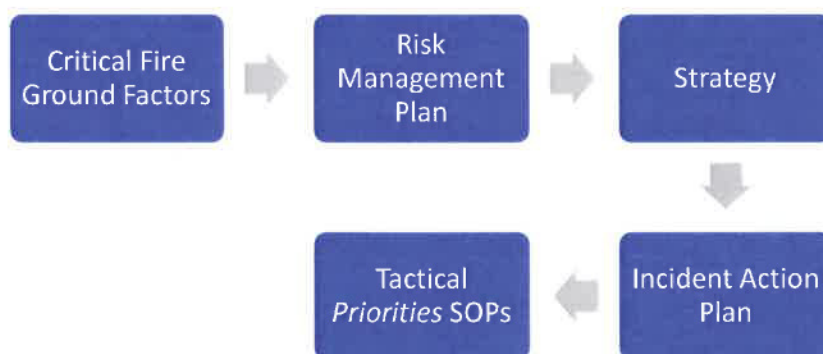 Critical Fire
Ground Factors
Risk
Management
Plan
Strategy
Incident Action
Plan
Tactical
Priorities SOPs